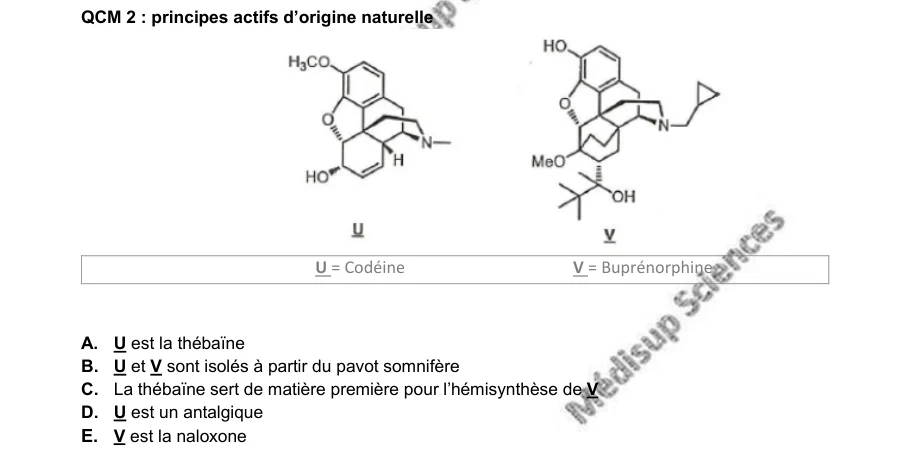 QCM 2 : principes actifs d’origine naturelle
H₃CO
O
HO
H
N
U
HO
O
N
MeO
OH
V
U = Codéine
V = Buprénorphine
A. U est la thébaïne
B. U et V sont isolés à partir du pavot somnifère
C. La thébaïne sert de matière première pour l’hémisynthèse de V
D. U est un antalgique
E. V est la naloxone
Médisup Sciences